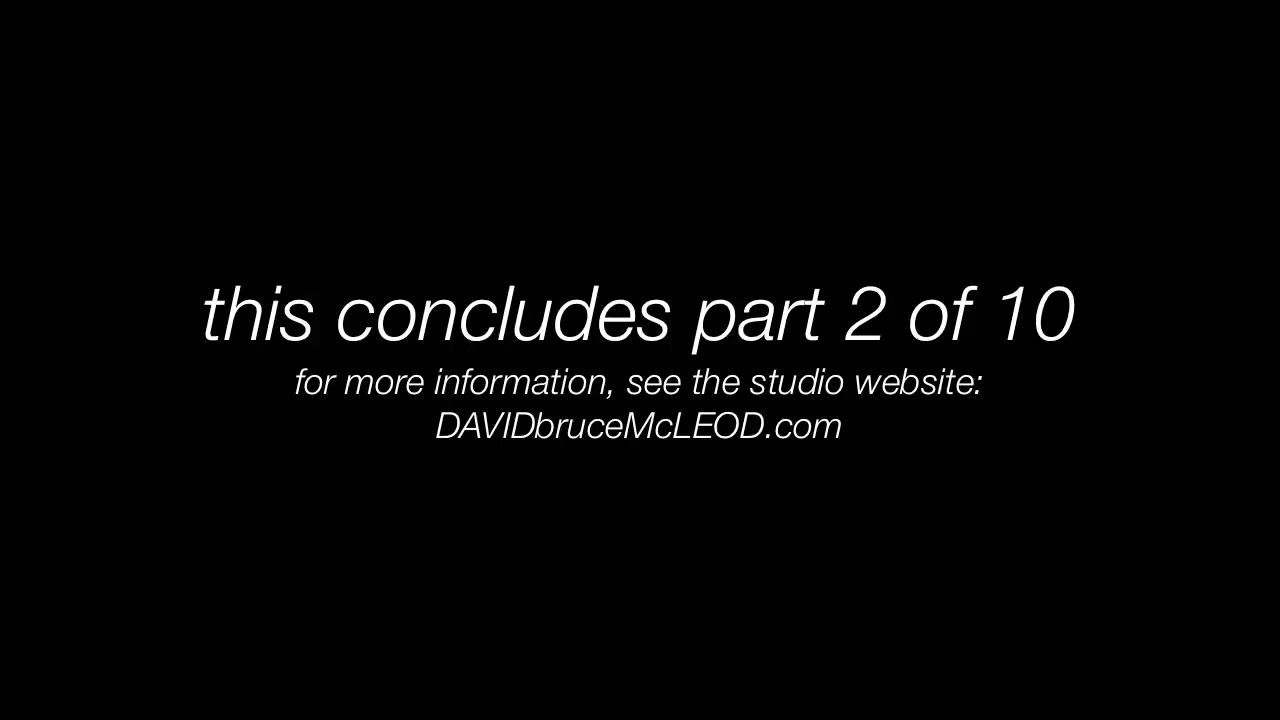 this concludes part 2 of 10
for more information, see the studio website:
DAVIDbruceMcLEOD.com